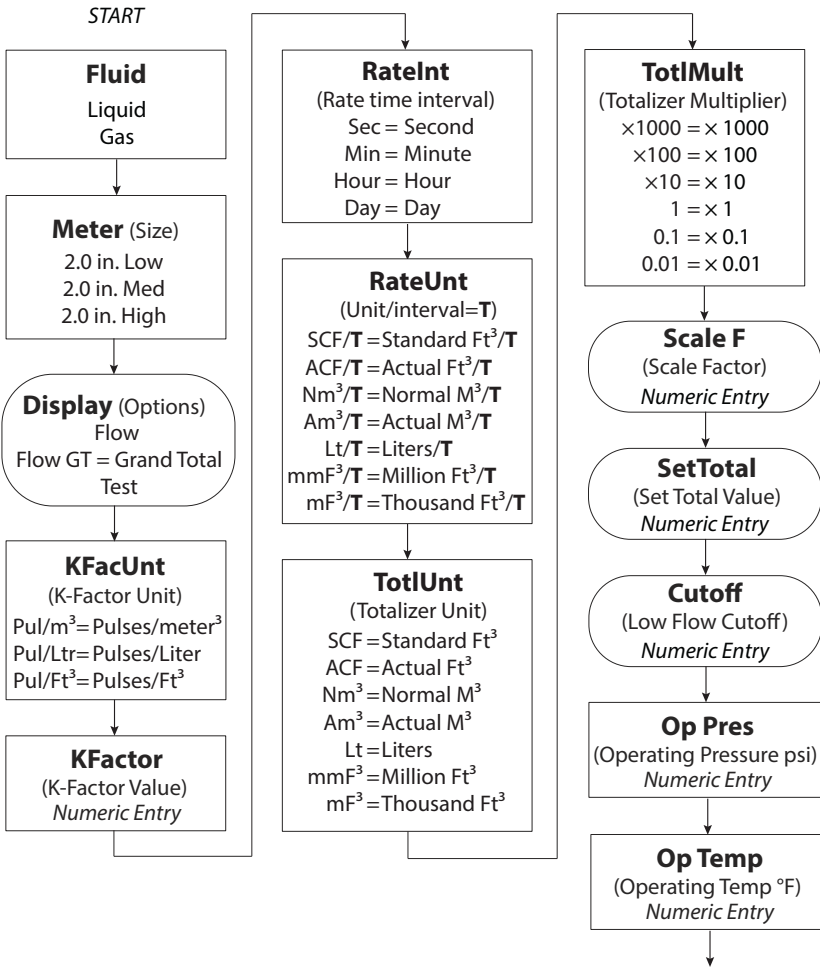 START
Fluid
Liquid
Gas
Meter (Size)
2.0 in. Low
2.0 in. Med
2.0 in. High
Display (Options)
Flow
Flow GT = Grand Total
Test
KFacUnt
(K-Factor Unit)
Pul/m³=Pulses/meter³
Pul/Ltr=Pulses/Liter
Pul/Ft³=Pulses/Ft³
KFactor
(K-Factor Value)
Numeric Entry
RateInt
(Rate time interval)
Sec = Second
Min = Minute
Hour = Hour
Day = Day
RateUnt
(Unit/interval=T)
SCF/T =Standard Ft³/T
ACF/T =Actual Ft³/T
Nm³/T =Normal M³/T
Am³/T =Actual M³/T
Lt/T =Liters/T
mmF³/T =Million Ft³/T
mF³/T =Thousand Ft³/T
TotlUnt
(Totalizer Unit)
SCF =Standard Ft³
ACF =Actual Ft³
Nm³ =Normal M³
Am³ =Actual M³
Lt =Liters
mmF³ =Million Ft³
mF³ =Thousand Ft³
TotlMult
(Totalizer Multiplier)
×1000 = × 1000
×100 = × 100
×10 = × 10
1 = × 1
0.1 = × 0.1
0.01 = × 0.01
Scale F
(Scale Factor)
Numeric Entry
SetTotal
(Set Total Value)
Numeric Entry
Cutoff
(Low Flow Cutoff)
Numeric Entry
Op Pres
(Operating Pressure psi)
Numeric Entry
Op Temp
(Operating Temp °F)
Numeric Entry